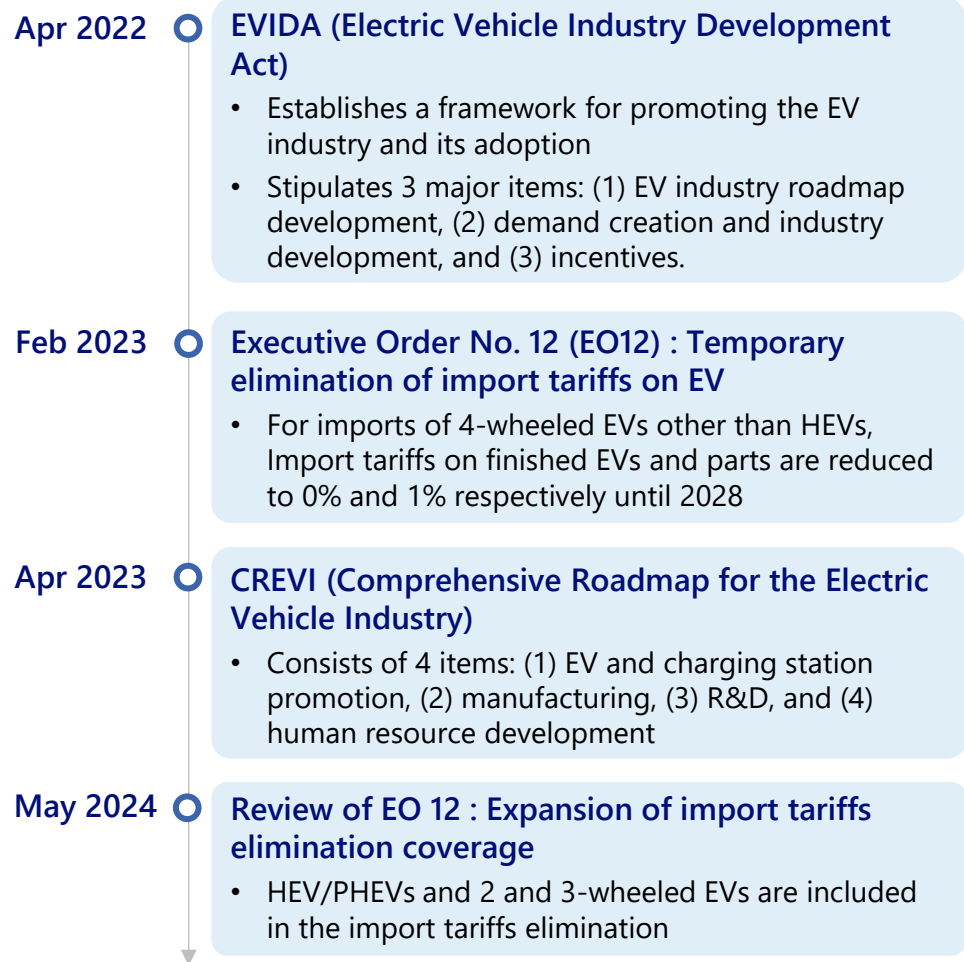 Apr 2022
EVIDA (Electric Vehicle Industry Development
Act)
• Establishes a framework for promoting the EV
industry and its adoption
• Stipulates 3 major items: (1) EV industry roadmap
development, (2) demand creation and industry
development, and (3) incentives.
Feb 2023
Executive Order No. 12 (EO12) : Temporary
elimination of import tariffs on EV
• For imports of 4-wheeled EVs other than HEVs,
Import tariffs on finished EVs and parts are reduced
to 0% and 1% respectively until 2028
Apr 2023
CREVI (Comprehensive Roadmap for the Electric
Vehicle Industry)
• Consists of 4 items: (1) EV and charging station
promotion, (2) manufacturing, (3) R&D, and (4)
human resource development
May 2024
Review of EO 12 : Expansion of import tariffs
elimination coverage
• HEV/PHEVs and 2 and 3-wheeled EVs are included
in the import tariffs elimination